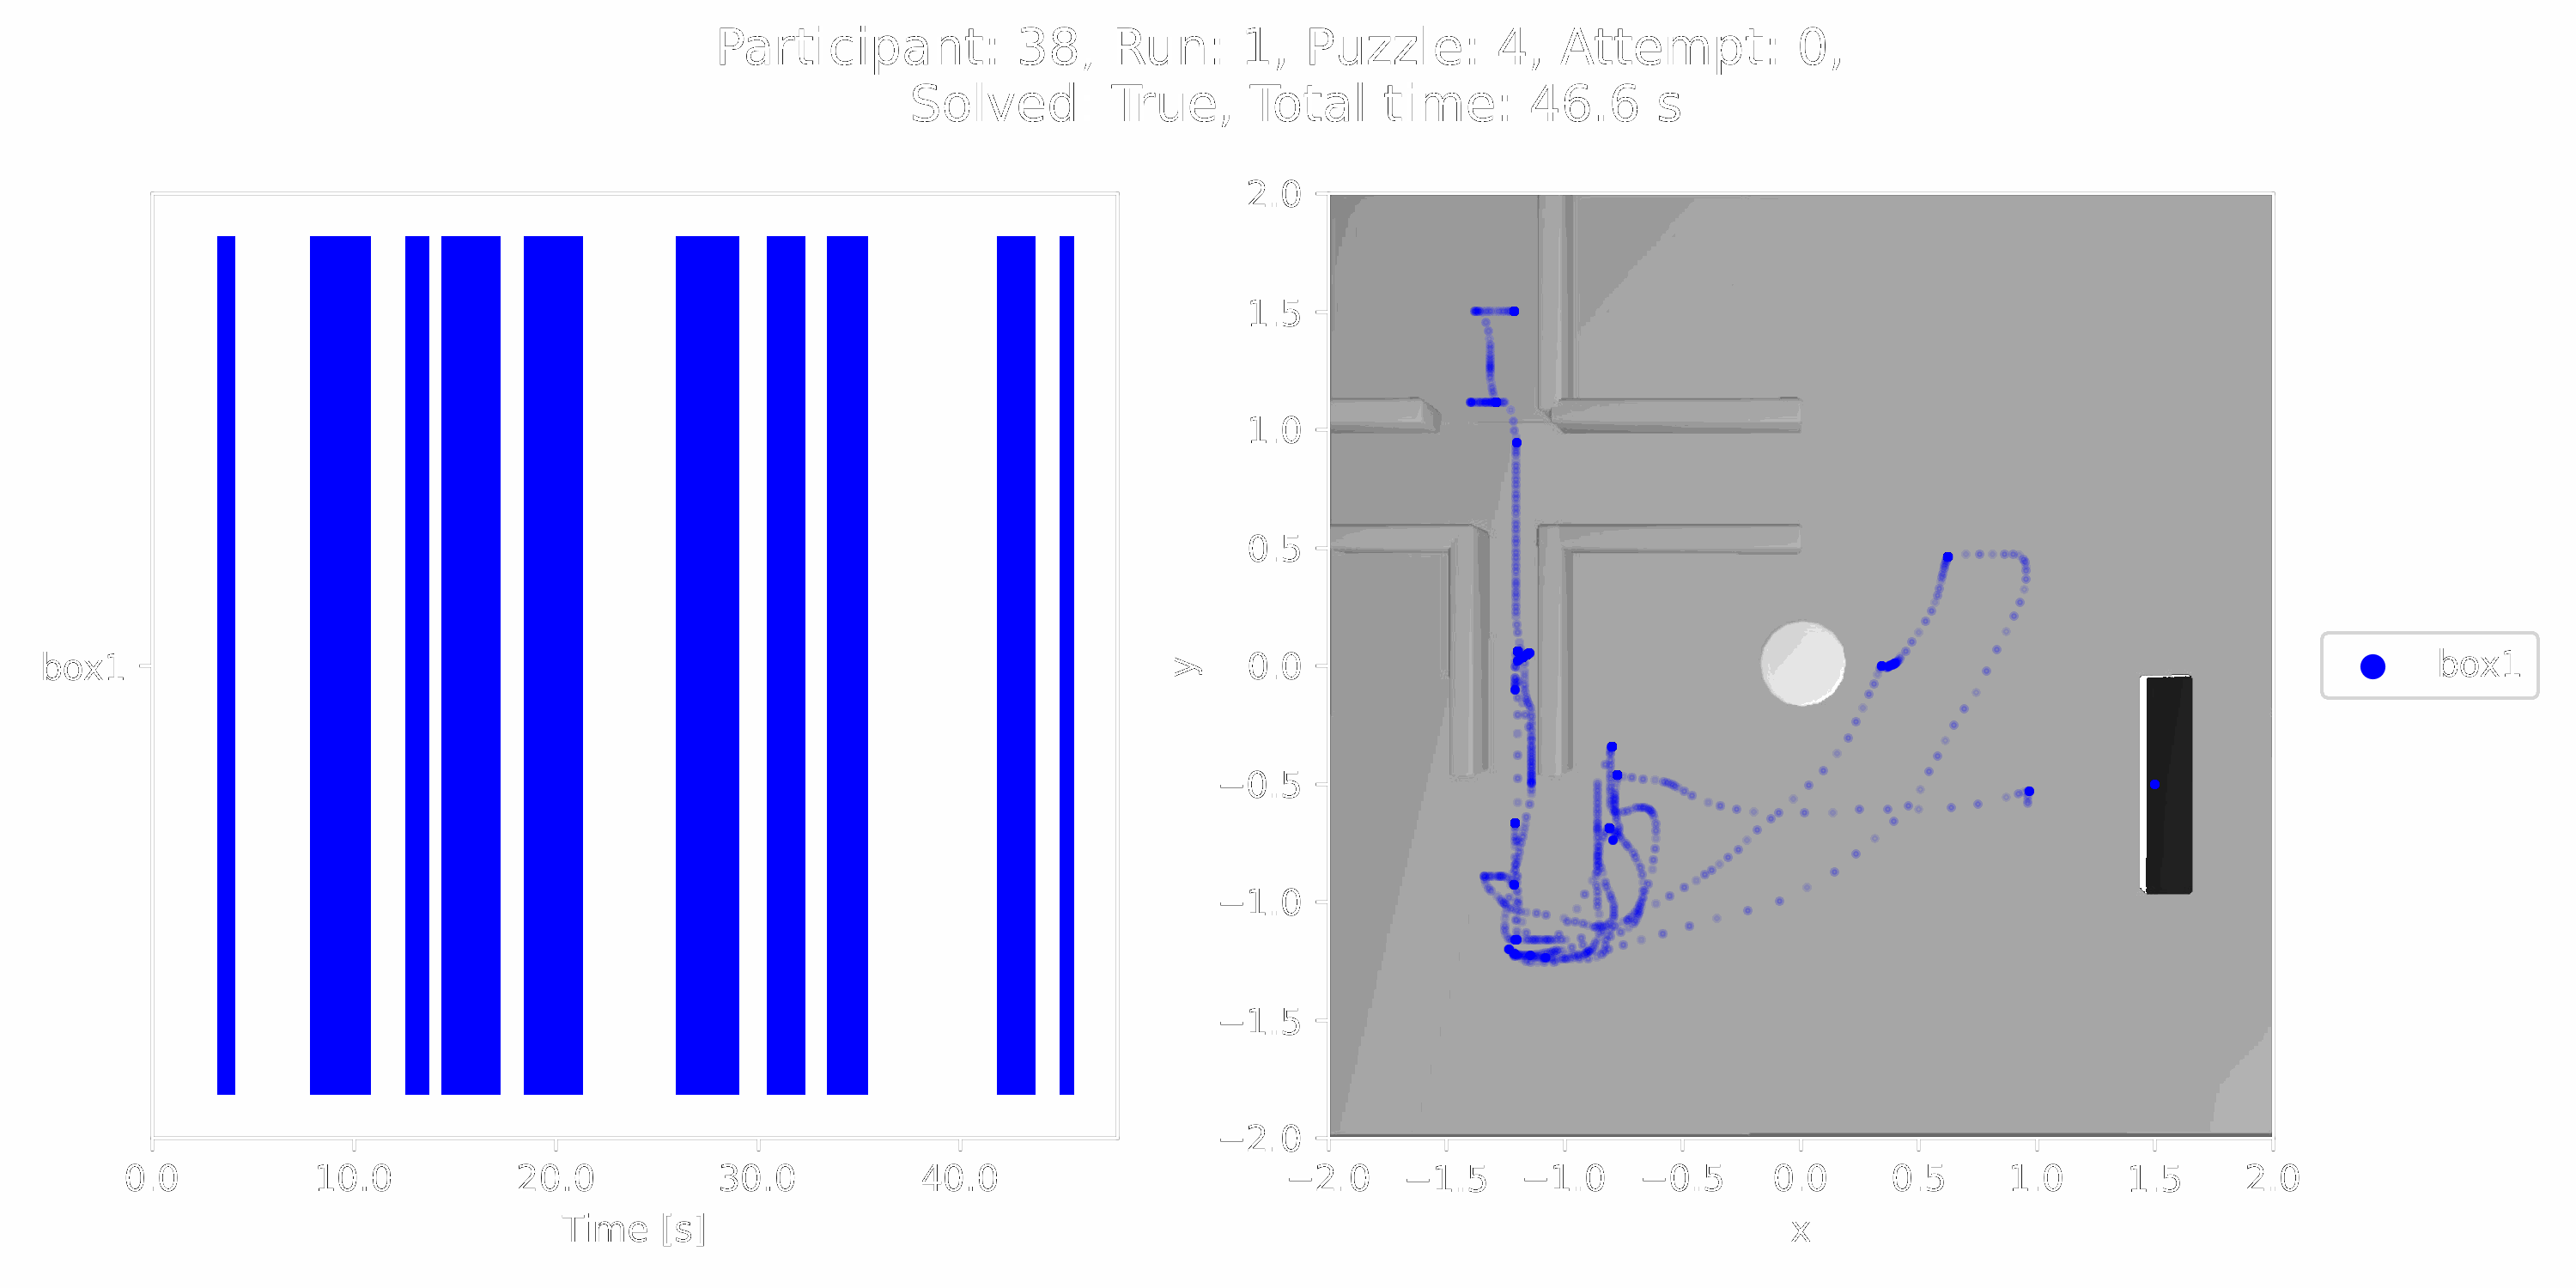 Participant: 38, Run: 1, Puzzle: 4, Attempt: 0,
Solved True, Total time: 46.6 s
box1
0.0 10.0 20.0 30.0 40.0
Time [s]
y
2.0
1.5
1.0
0.5
0.0
−0.5
−1.0
−1.5
−2.0
−2.0 −1.5 −1.0 −0.5 0.0 0.5 1.0 1.5 2.0
x
box1